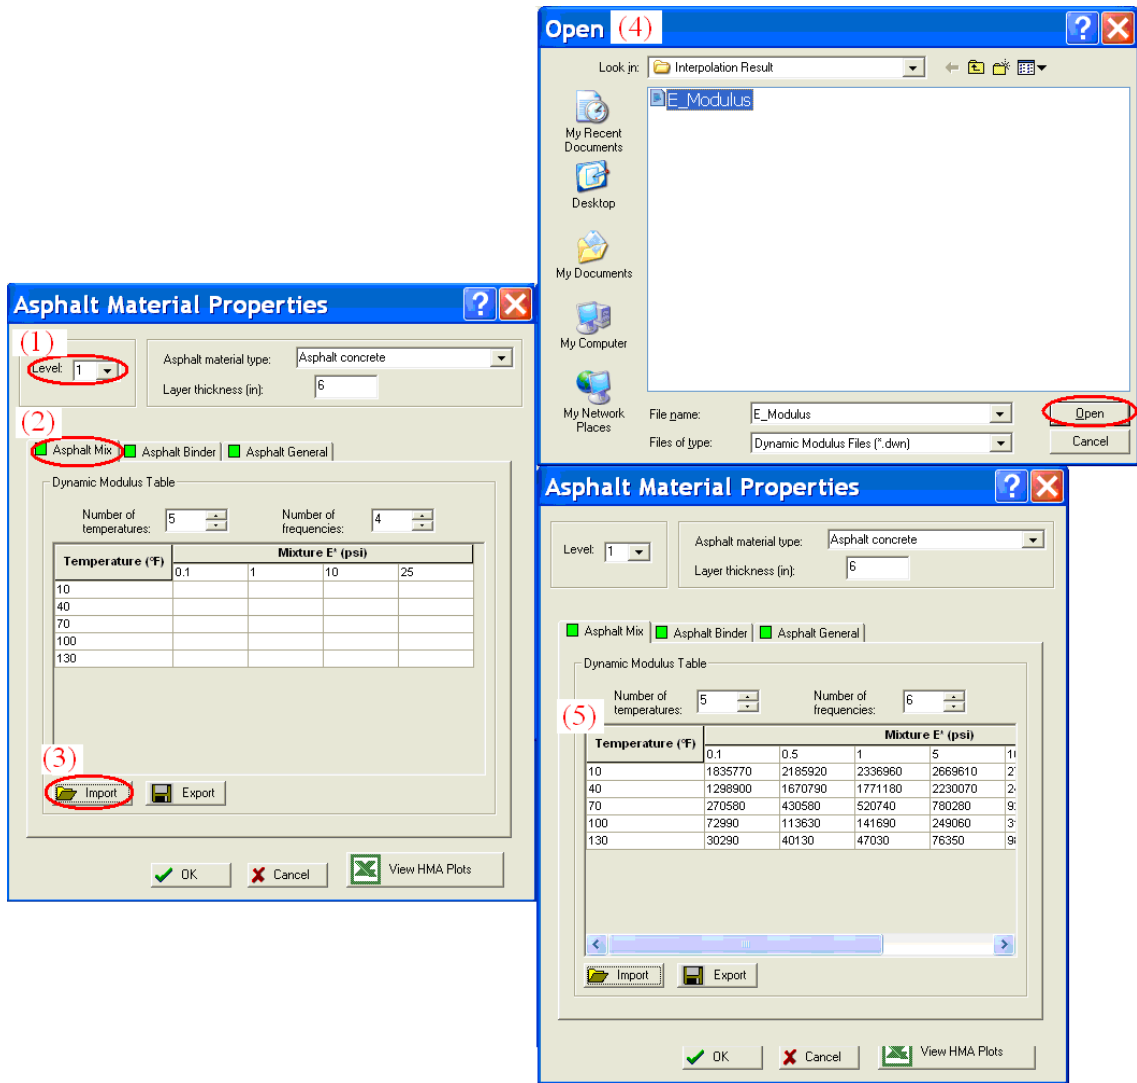 Open (4)
Look in: Interpolation Result
E_Modulus
My Recent
Documents
Desktop
My Documents
My Computer
My Network
Places
File name: E_Modulus Open
Files of type: Dynamic Modulus Files (*.dwn) Cancel
Asphalt Material Properties
(1)
Level: 1
Asphalt material type: Asphalt concrete
Layer thickness (in): 6
(2)
Asphalt Mix Asphalt Binder Asphalt General
Dynamic Modulus Table
Number of
temperatures: 5
Number of
frequencies: 4
Temperature (°F) Mixture E* (psi)
0.1 1 10 25
10
40
70
100
130
(3)
Import Export
OK Cancel View HMA Plots
Asphalt Material Properties
Level: 1
Asphalt material type: Asphalt concrete
Layer thickness (in): 6
Asphalt Mix Asphalt Binder Asphalt General
Dynamic Modulus Table
Number of
temperatures: 5
Number of
frequencies: 6
(5)
Temperature (°F) Mixture E* (psi)
0.1 0.5 1 5
10 1835770 2185920 2336960 2669610
40 1298900 1670790 1771180 2230070
70 270580 430580 520740 780280
100 72990 113630 141690 249060
130 30290 40130 47030 76350
Import Export
OK Cancel View HMA Plots